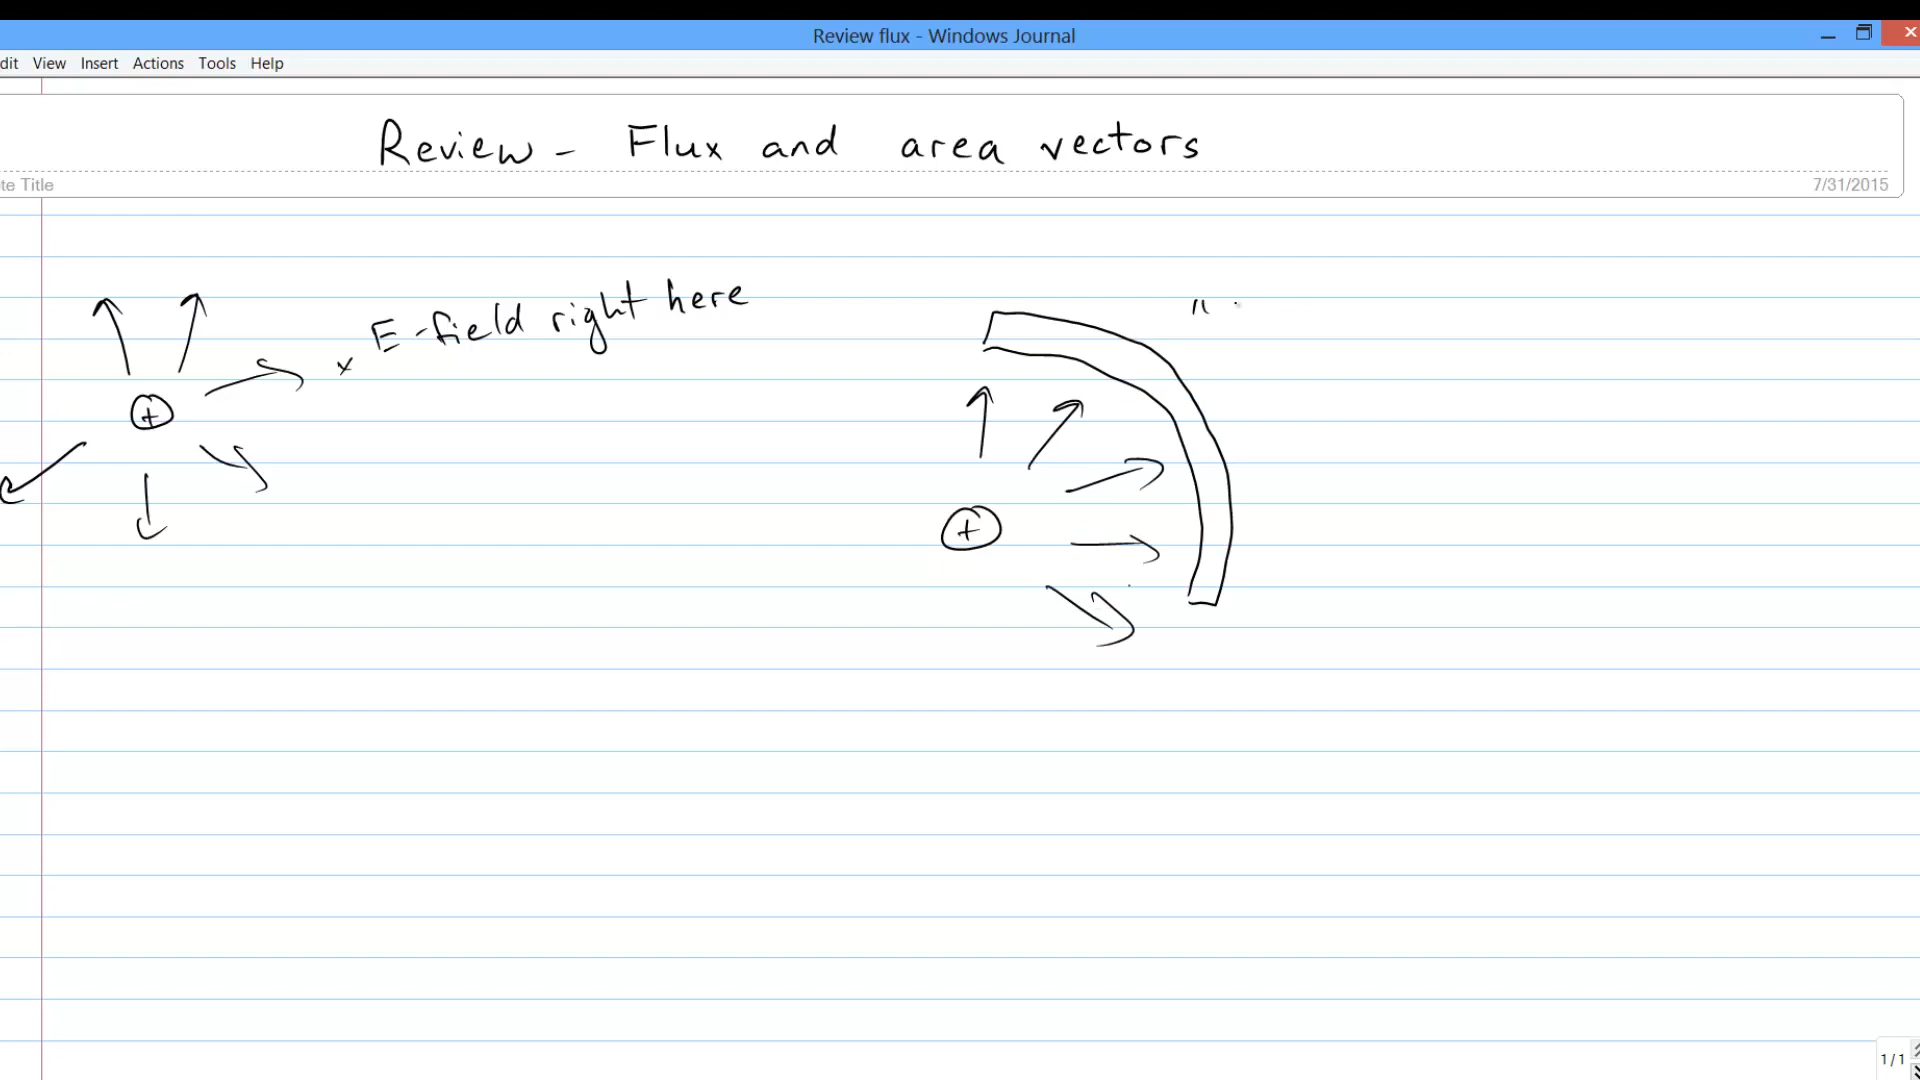 Review flux - Windows Journal
dit View Insert Actions Tools Help
Review - Flux and area vectors
te Title
7/31/2015
x E-field right here
"
+
+
1 / 1